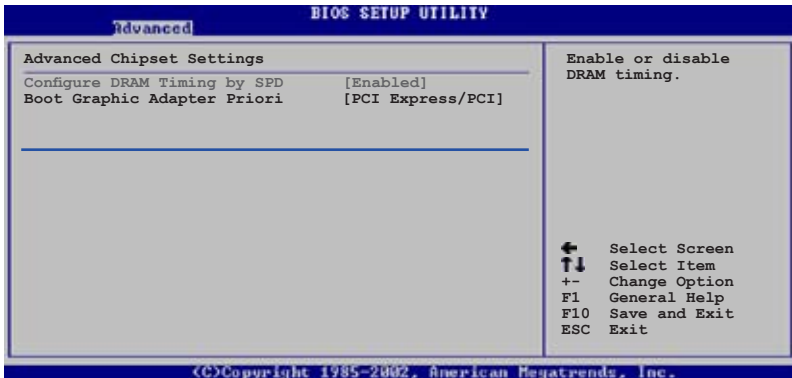 BIOS SETUP UTILITY
Advanced
Advanced Chipset Settings
Configure DRAM Timing by SPD [Enabled]
Boot Graphic Adapter Priori [PCI Express/PCI]
Enable or disable
DRAM timing.
Select Screen
↑↓ Select Item
+- Change Option
F1 General Help
F10 Save and Exit
ESC Exit
(C)Copyright 1985-2002, American Megatrends, Inc.